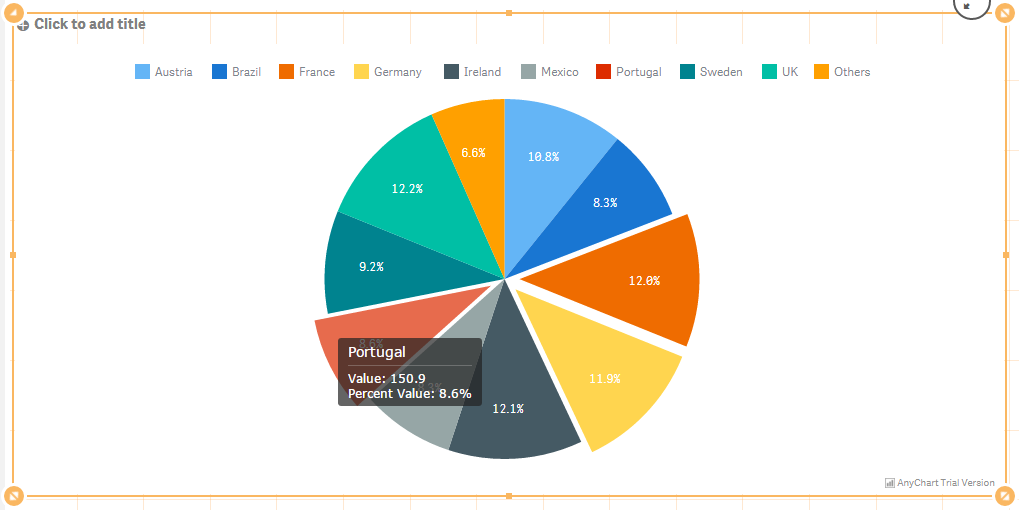 Click to add title
Austria Brazil France Germany Ireland Mexico Portugal Sweden UK Others
6.6% 10.8%
12.2% 8.3%
9.2% 12.0%
8.6%
Portugal
Value: 150.9
Percent Value: 8.6%
11.9%
12.1%
AnyChart Trial Version